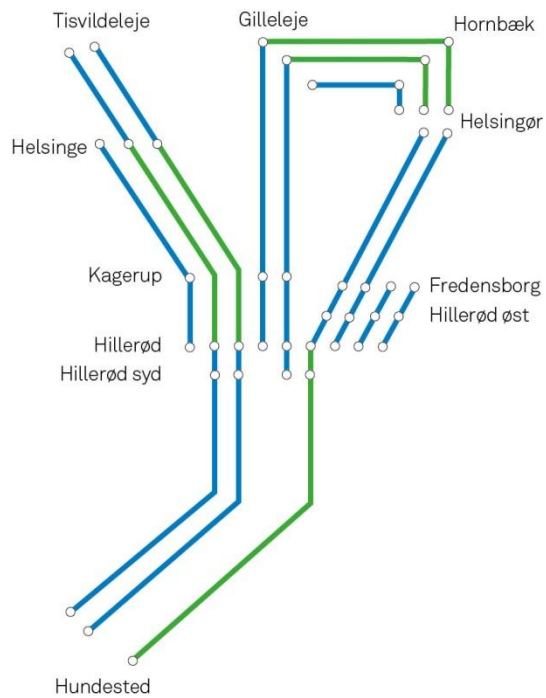 Tisvildeleje
Gilleleje
Hornbæk
Helsinge
Helsingør
Kagerup
Fredensborg
Hillerød øst
Hillerød
Hillerød syd
Hundested